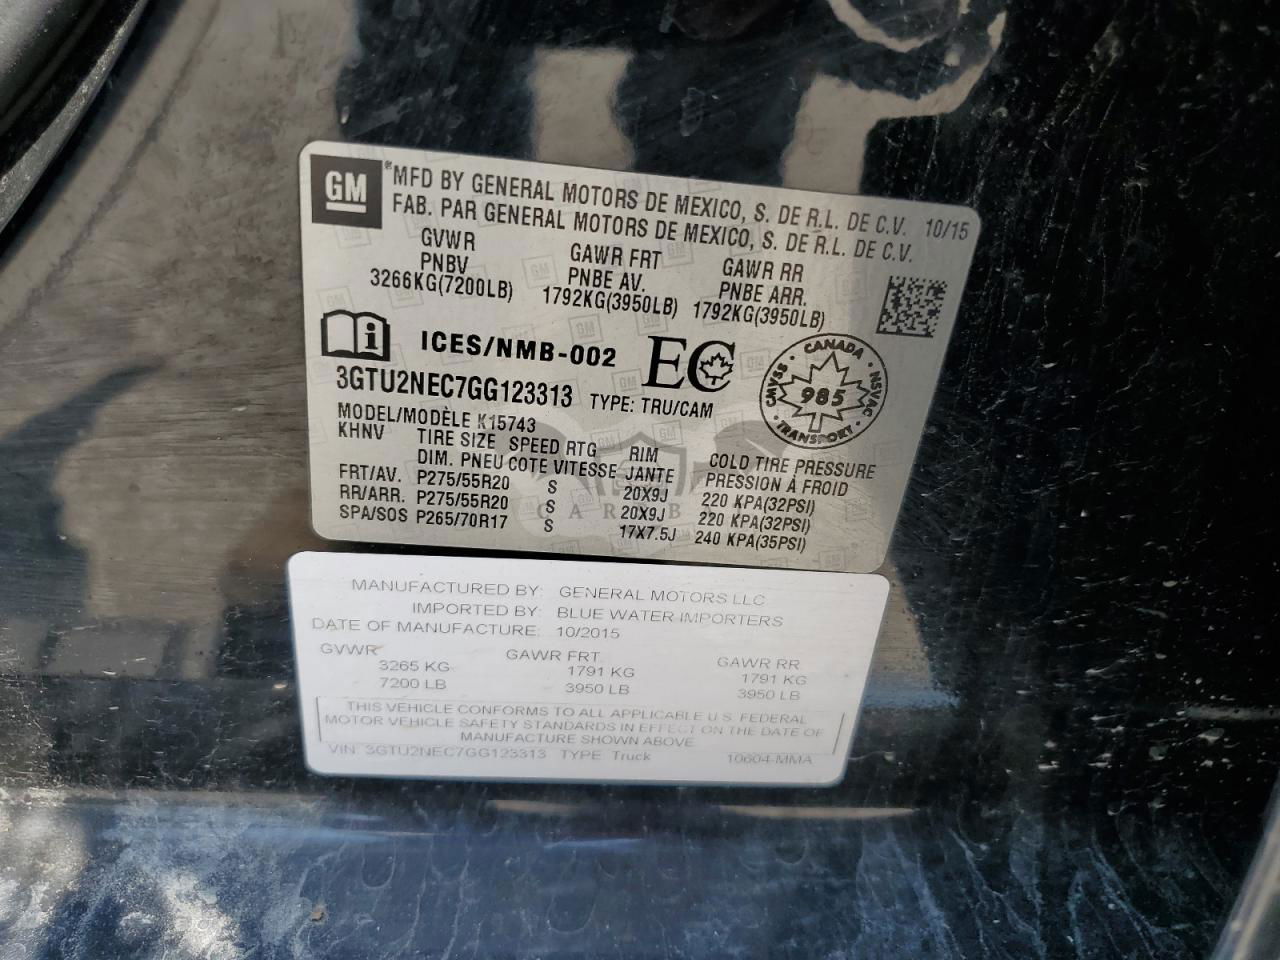 GM
MFD BY GENERAL MOTORS DE MEXICO, S. DE R.L. DE C.V. 10/15
FAB. PAR GENERAL MOTORS DE MEXICO, S. DE R.L. DE C.V.
GVWR GAWR FRT GAWR RR
PNBV PNBE AV. PNBE ARR.
3266KG(7200LB) 1792KG(3950LB) 1792KG(3950LB)
i ICES/NMB-002 EC
CANADA
CMVSS 985 NSVAC
TRANSPORT
3GTU2NEC7GG123313 TYPE: TRU/CAM
MODEL/MODÈLE K15743
KHNV TIRE SIZE SPEED RTG RIM COLD TIRE PRESSURE
DIM. PNEU COTE VITESSE JANTE PRESSION À FROID
FRT/AV. P275/55R20 S 20X9J 220 KPA(32PSI)
RR/ARR. P275/55R20 S 20X9J 220 KPA(32PSI)
SPA/SOS P265/70R17 S 17X7.5J 240 KPA(35PSI)
MANUFACTURED BY: GENERAL MOTORS LLC
IMPORTED BY: BLUE WATER IMPORTERS
DATE OF MANUFACTURE: 10/2015
GVWR GAWR FRT. GAWR RR
3265 KG 1791 KG 1791 KG
7200 LB 3950 LB 3950 LB
THIS VEHICLE CONFORMS TO ALL APPLICABLE U.S. FEDERAL
MOTOR VEHICLE SAFETY STANDARDS IN EFFECT ON THE DATE OF
MANUFACTURE SHOWN ABOVE
VIN: 3GTU2NEC7GG123313 TYPE Truck 10604-MMA